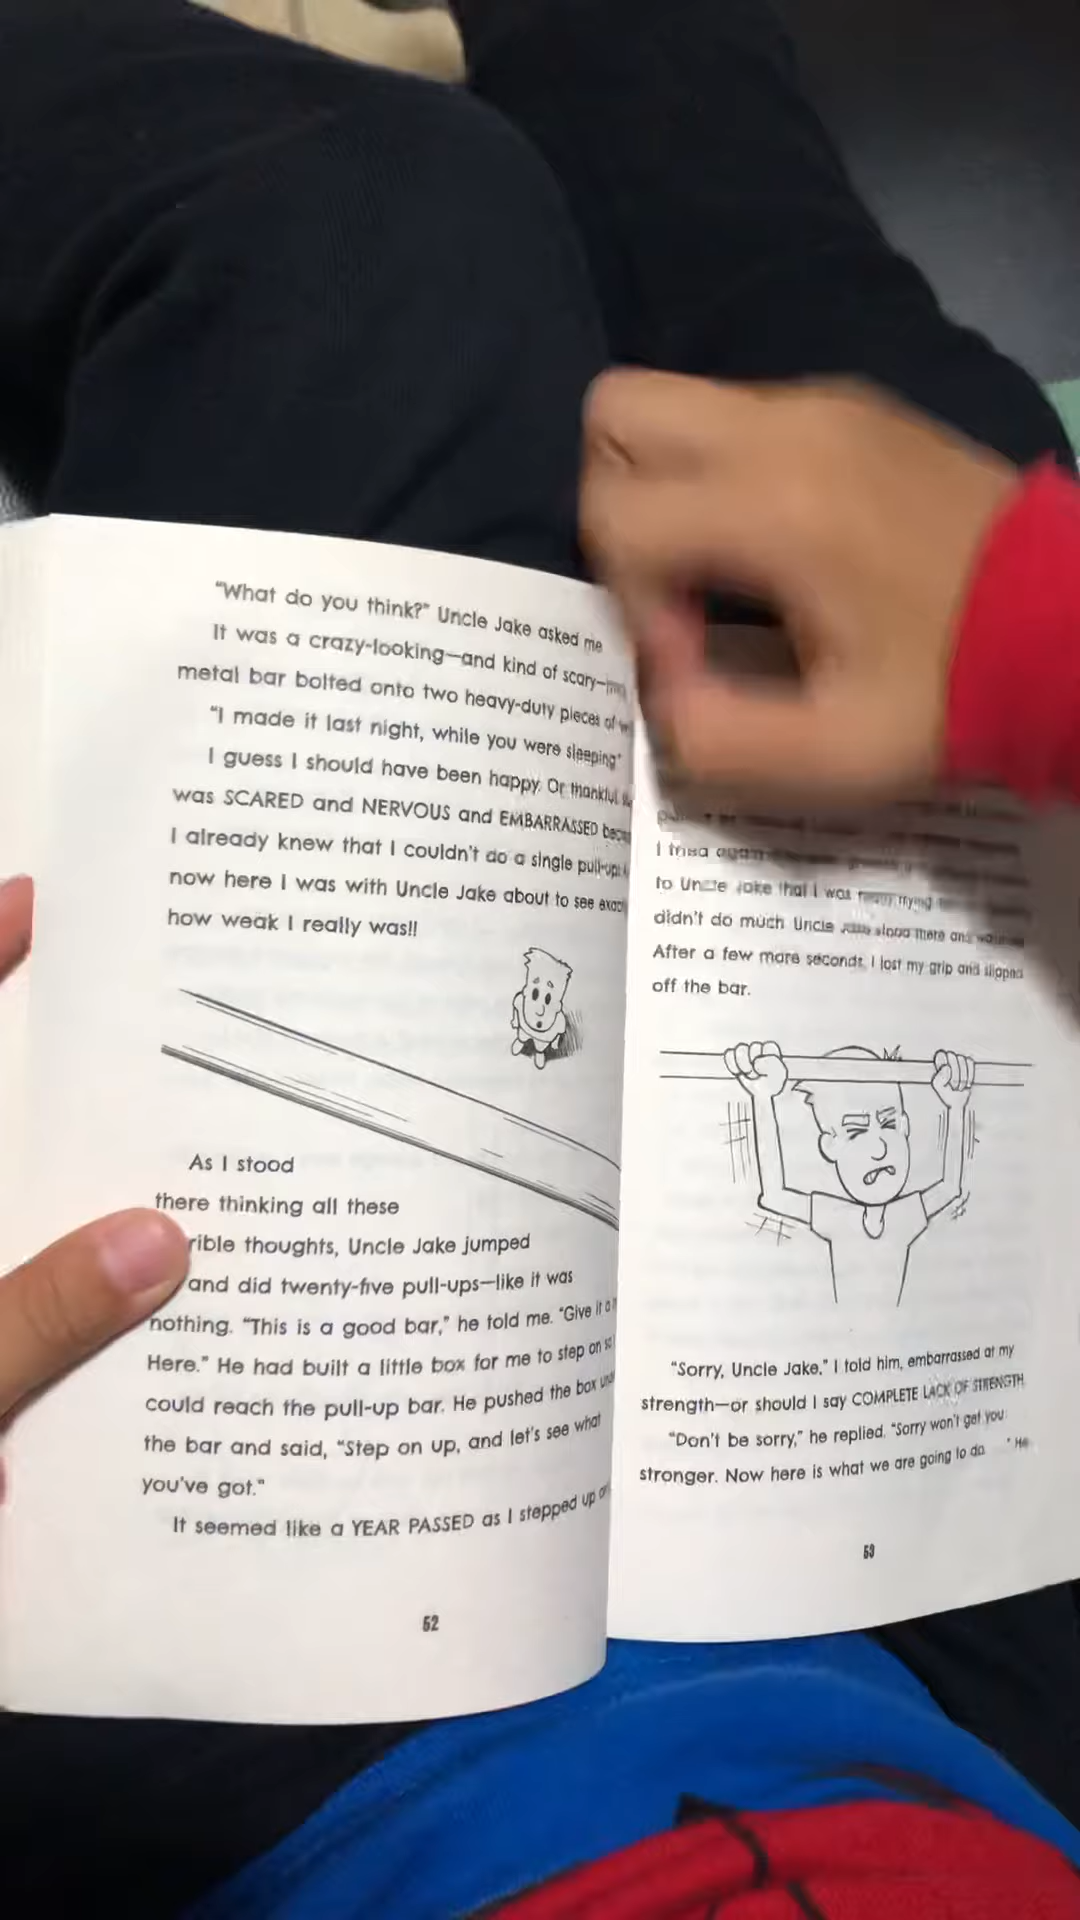 "What do you think?" Uncle Jake asked me
It was a crazy-looking—and kind of scary—
metal bar bolted onto two heavy-duty pieces of
"I made it last night, while you were sleeping"
I guess I should have been happy. Or thankful
was SCARED and NERVOUS and EMBARRASSED
I already knew that I couldn't do a single pull-up
now here I was with Uncle Jake about to see
how weak I really was!!
As I stood
there thinking all these
rible thoughts, Uncle Jake jumped
and did twenty-five pull-ups—like it was
nothing. "This is a good bar," he told me. "Give it a
Here." He had built a little box for me to step on
could reach the pull-up bar. He pushed the box
the bar and said, "Step on up, and let's see what
you've got."
It seemed like a YEAR PASSED as I stepped up
52
I tried
to Uncle Jake that I was trying
didn't do much Uncle Jake stood there and
After a few more seconds, I lost my grip and slipped
off the bar.
"Sorry, Uncle Jake," I told him, embarrassed at my
strength—or should I say COMPLETE LACK OF STRENGTH
"Don't be sorry," he replied. "Sorry won't get you
stronger. Now here is what we are going to do " He
53